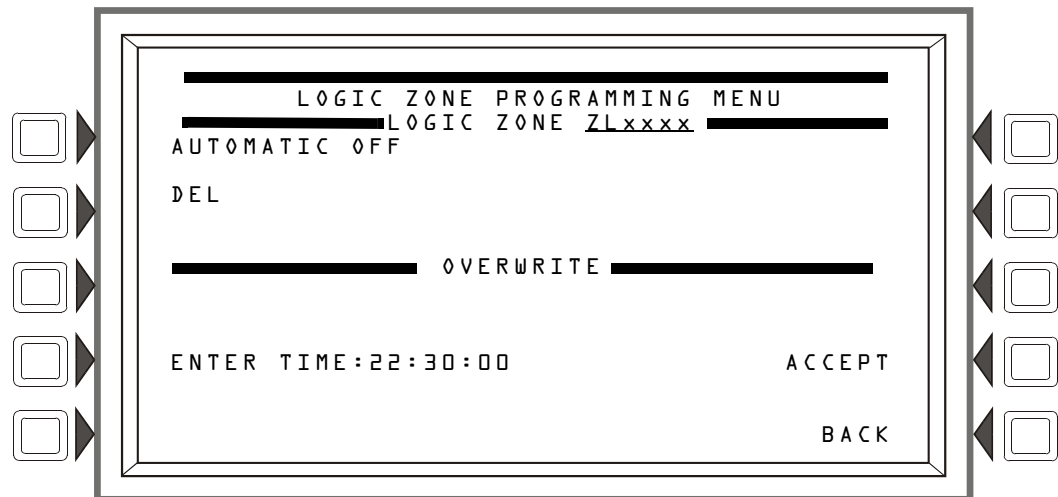 LOGIC ZONE PROGRAMMING MENU
LOGIC ZONE ZLxxxx
AUTOMATIC OFF
DEL
OVERWRITE
ENTER TIME:22:30:00 ACCEPT
BACK